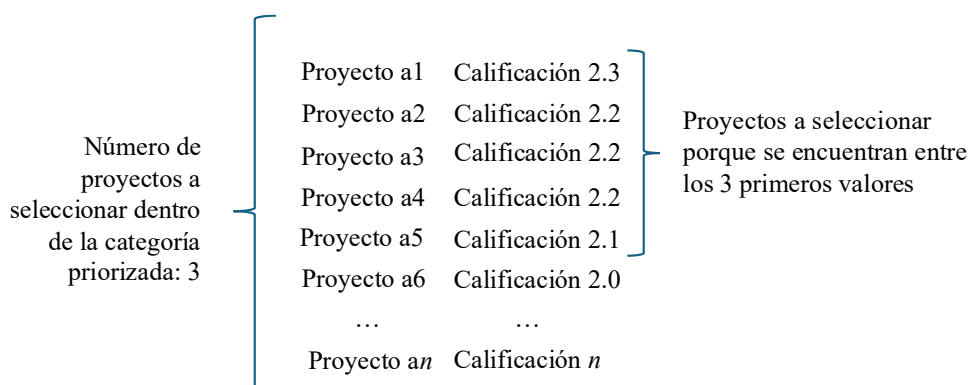 Número de
proyectos a
seleccionar dentro
de la categoría
priorizada: 3
Proyecto a1 Calificación 2.3
Proyecto a2 Calificación 2.2
Proyecto a3 Calificación 2.2
Proyecto a4 Calificación 2.2
Proyecto a5 Calificación 2.1
Proyecto a6 Calificación 2.0
… …
Proyecto an Calificación n
Proyectos a seleccionar
porque se encuentran entre
los 3 primeros valores